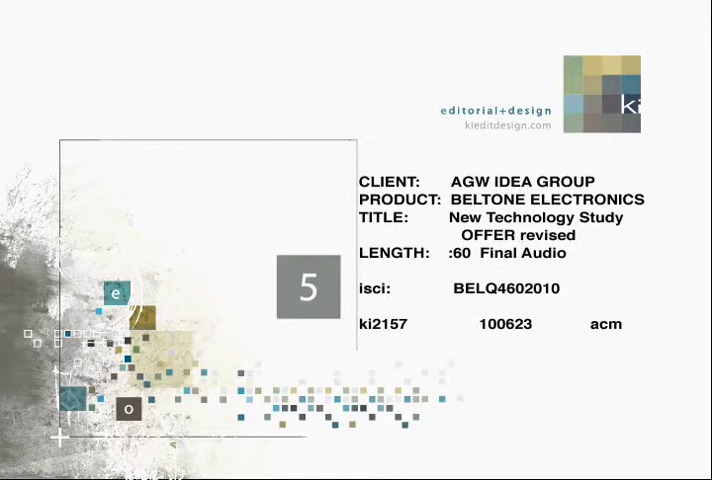 editorial+design
ki
kieditdesign.com
CLIENT: AGW IDEA GROUP
PRODUCT: BELTONE ELECTRONICS
TITLE: New Technology Study
OFFER revised
LENGTH: :60 Final Audio
5
isci: BELQ4602010
e
ki2157 100623 acm
o